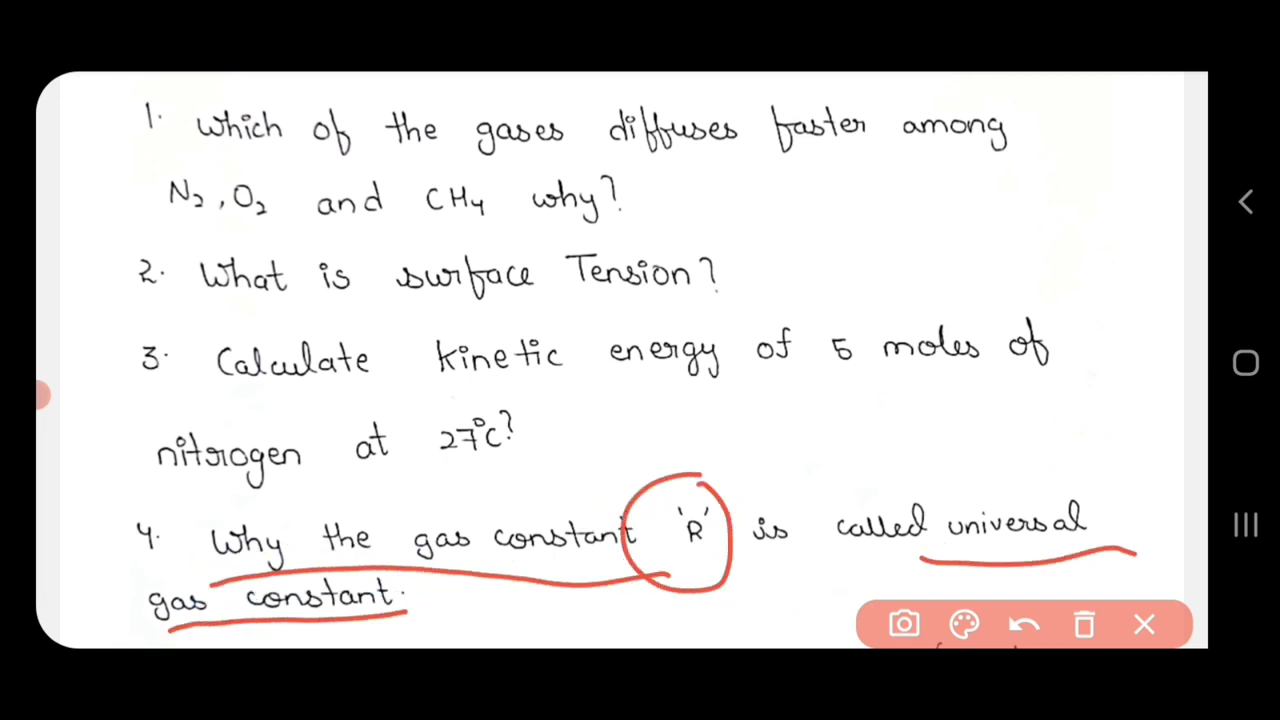 1. Which of the gases diffuses faster among
N₂, O₂ and CH₄ why?
2. What is surface Tension?
3. Calculate kinetic energy of 5 moles of
nitrogen at 27°C?
4. Why the gas constant 'R' is called universal
gas constant.